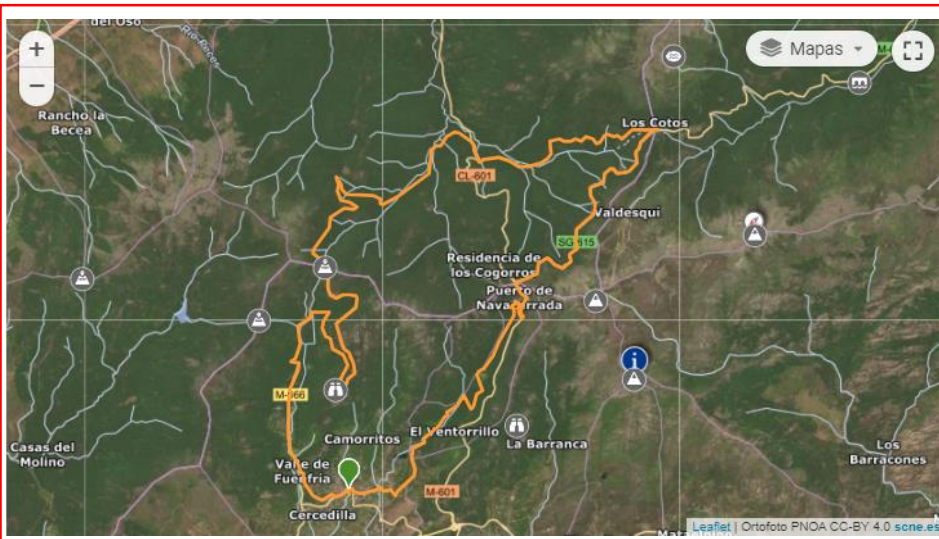 del Oso
Río Peces
+
Mapas
M-6
−
Rancho la
Becea
Los Cotos
CL-601
Valdesquí
SG-615
Residencia de
los Cogorros
Puerto de
Navacerrada
M-966
El Ventorrillo
La Barranca
Camorritos
Casas del
Molino
Los
Barracones
Valle de
Fuenfría
M-601
Cercedilla
Leaflet | Ortofoto PNOA CC-BY 4.0 scne.es